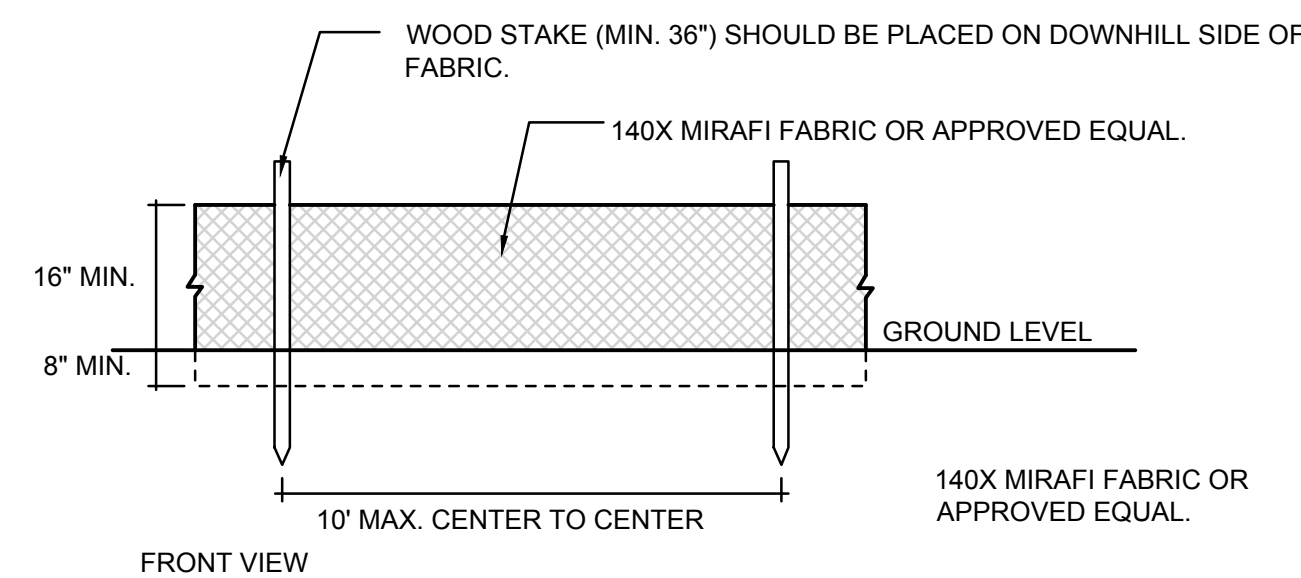 WOOD STAKE (MIN. 36") SHOULD BE PLACED ON DOWNHILL SIDE OF
FABRIC.
140X MIRAFI FABRIC OR APPROVED EQUAL.
16" MIN.
GROUND LEVEL
8" MIN.
140X MIRAFI FABRIC OR
APPROVED EQUAL.
10' MAX. CENTER TO CENTER
FRONT VIEW